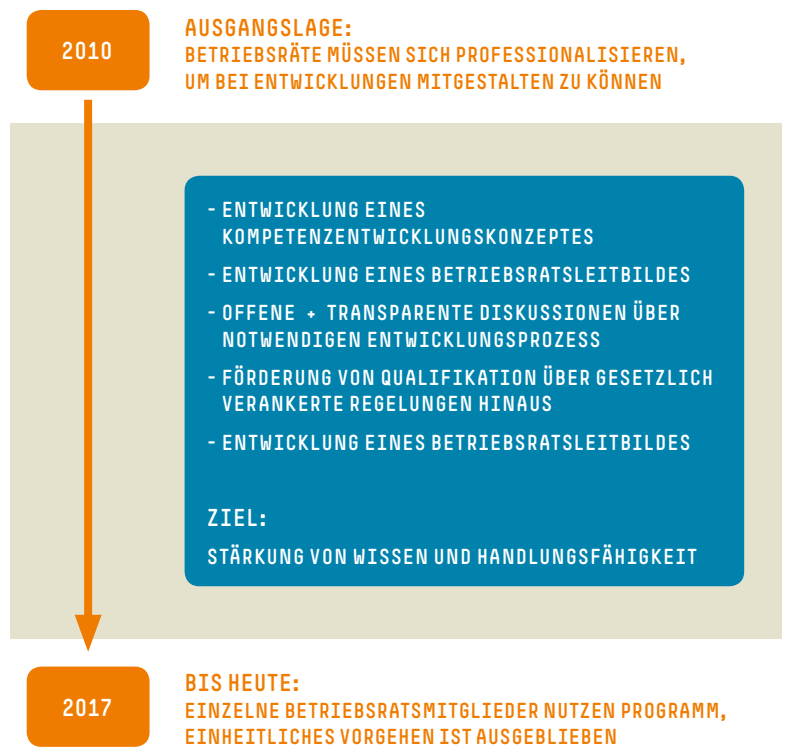 2010
AUSGANGSLAGE:
BETRIEBSRÄTE MÜSSEN SICH PROFESSIONALISIEREN,
UM BEI ENTWICKLUNGEN MITGESTALTEN ZU KÖNNEN
- ENTWICKLUNG EINES
KOMPETENZENTWICKLUNGSKONZEPTES
- ENTWICKLUNG EINES BETRIEBSRATSLEITBILDES
- OFFENE + TRANSPARENTE DISKUSSIONEN ÜBER
NOTWENDIGEN ENTWICKLUNGSPROZESS
- FÖRDERUNG VON QUALIFIKATION ÜBER GESETZLICH
VERANKERTE REGELUNGEN HINAUS
- ENTWICKLUNG EINES BETRIEBSRATSLEITBILDES
ZIEL:
STÄRKUNG VON WISSEN UND HANDLUNGSFÄHIGKEIT
2017
BIS HEUTE:
EINZELNE BETRIEBSRATSMITGLIEDER NUTZEN PROGRAMM,
EINHEITLICHES VORGEHEN IST AUSGEBLIEBEN